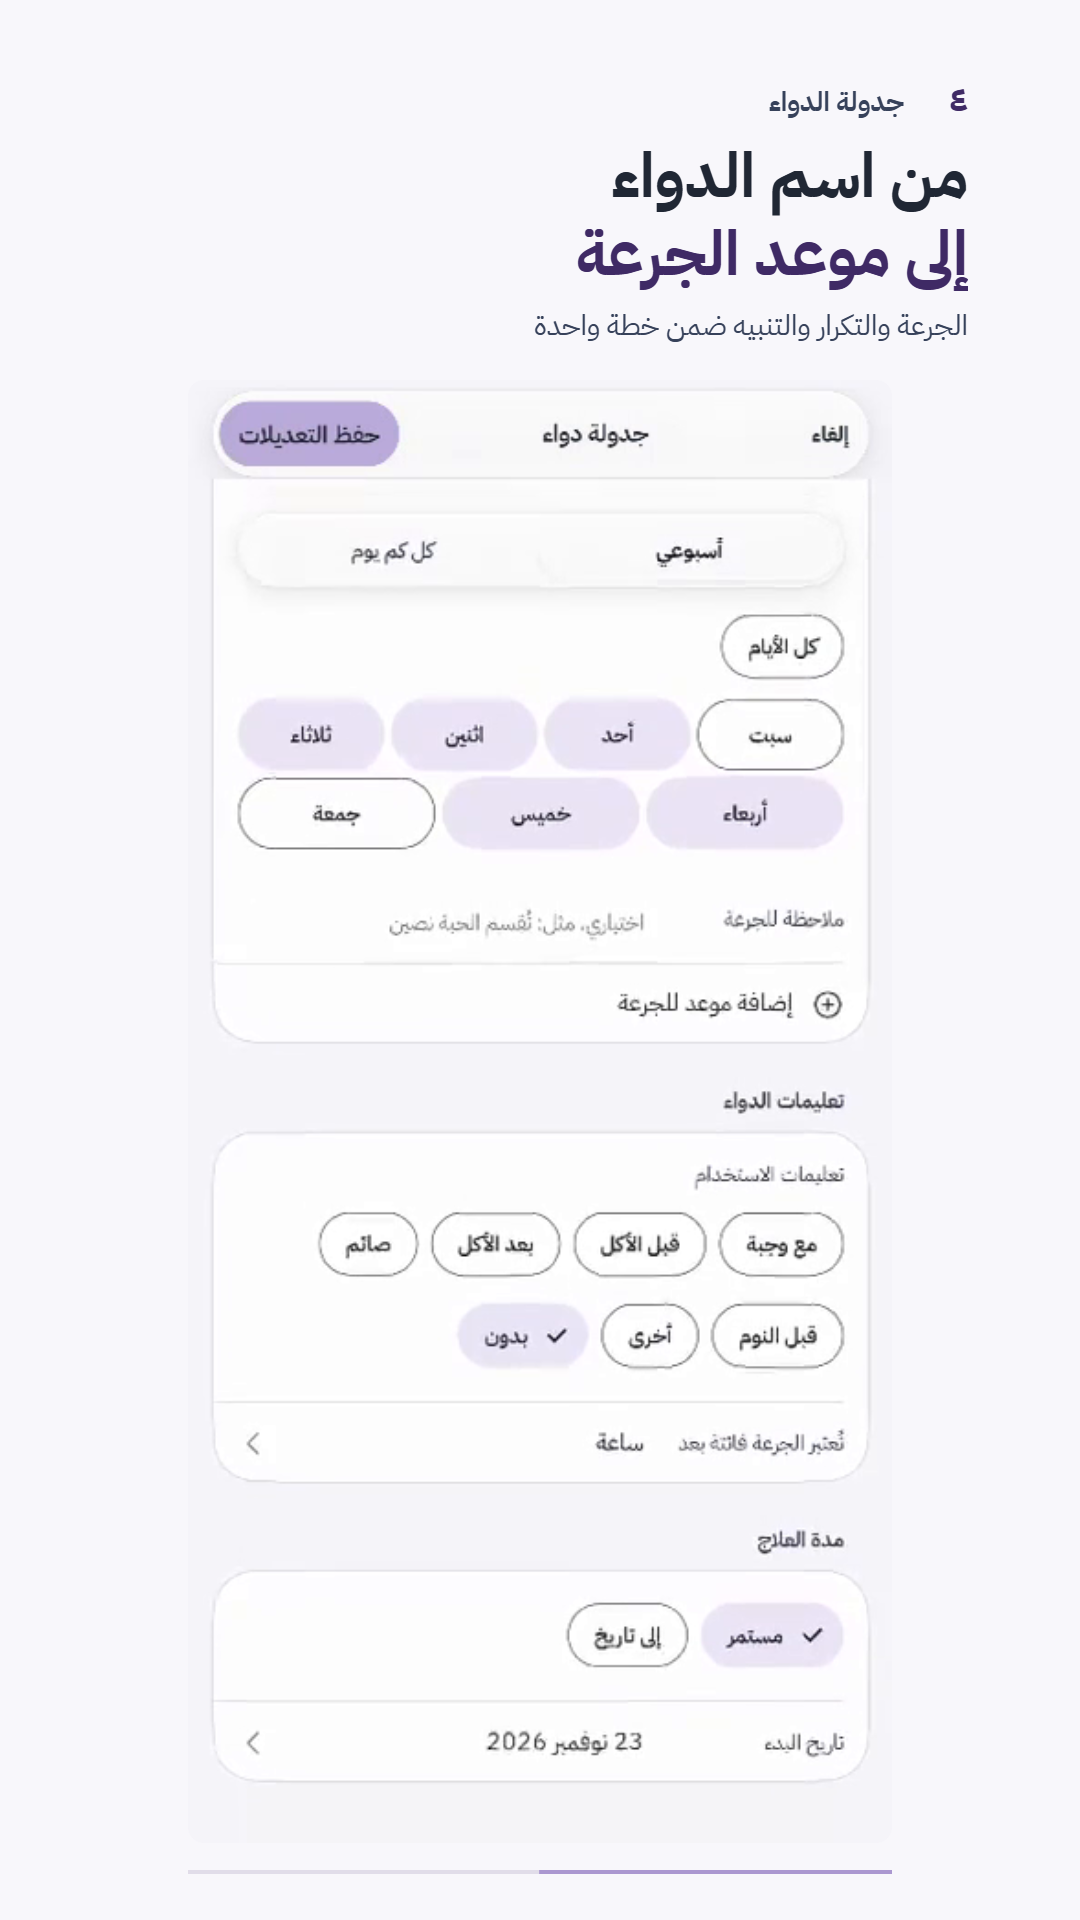 ٤ جدولة الدواء
من اسم الدواء
إلى موعد الجرعة
الجرعة والتكرار والتنبيه ضمن خطة واحدة
إلغاء جدولة دواء حفظ التعديلات
أسبوعي كل كم يوم
كل الأيام
سبت أحد اثنين ثلاثاء
أربعاء خميس جمعة
ملاحظة للجرعة اختياري، مثل: تُقسم الحبة نصين
إضافة موعد للجرعة
تعليمات الدواء
تعليمات الاستخدام
مع وجبة قبل الأكل بعد الأكل صائم
قبل النوم أخرى بدون
تُعتبر الجرعة فائتة بعد ساعة
مدة العلاج
مستمر إلى تاريخ
تاريخ البدء 23 نوفمبر 2026